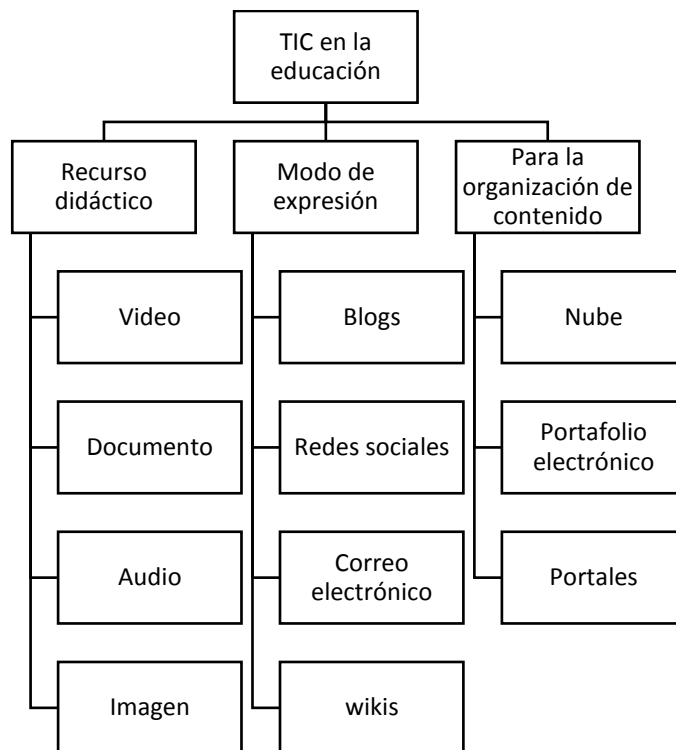 TIC en la
educación
Recurso
didáctico
Modo de
expresión
Para la
organización de
contenido
Video
Blogs
Nube
Documento
Redes sociales
Portafolio
electrónico
Audio
Correo
electrónico
Portales
Imagen
wikis